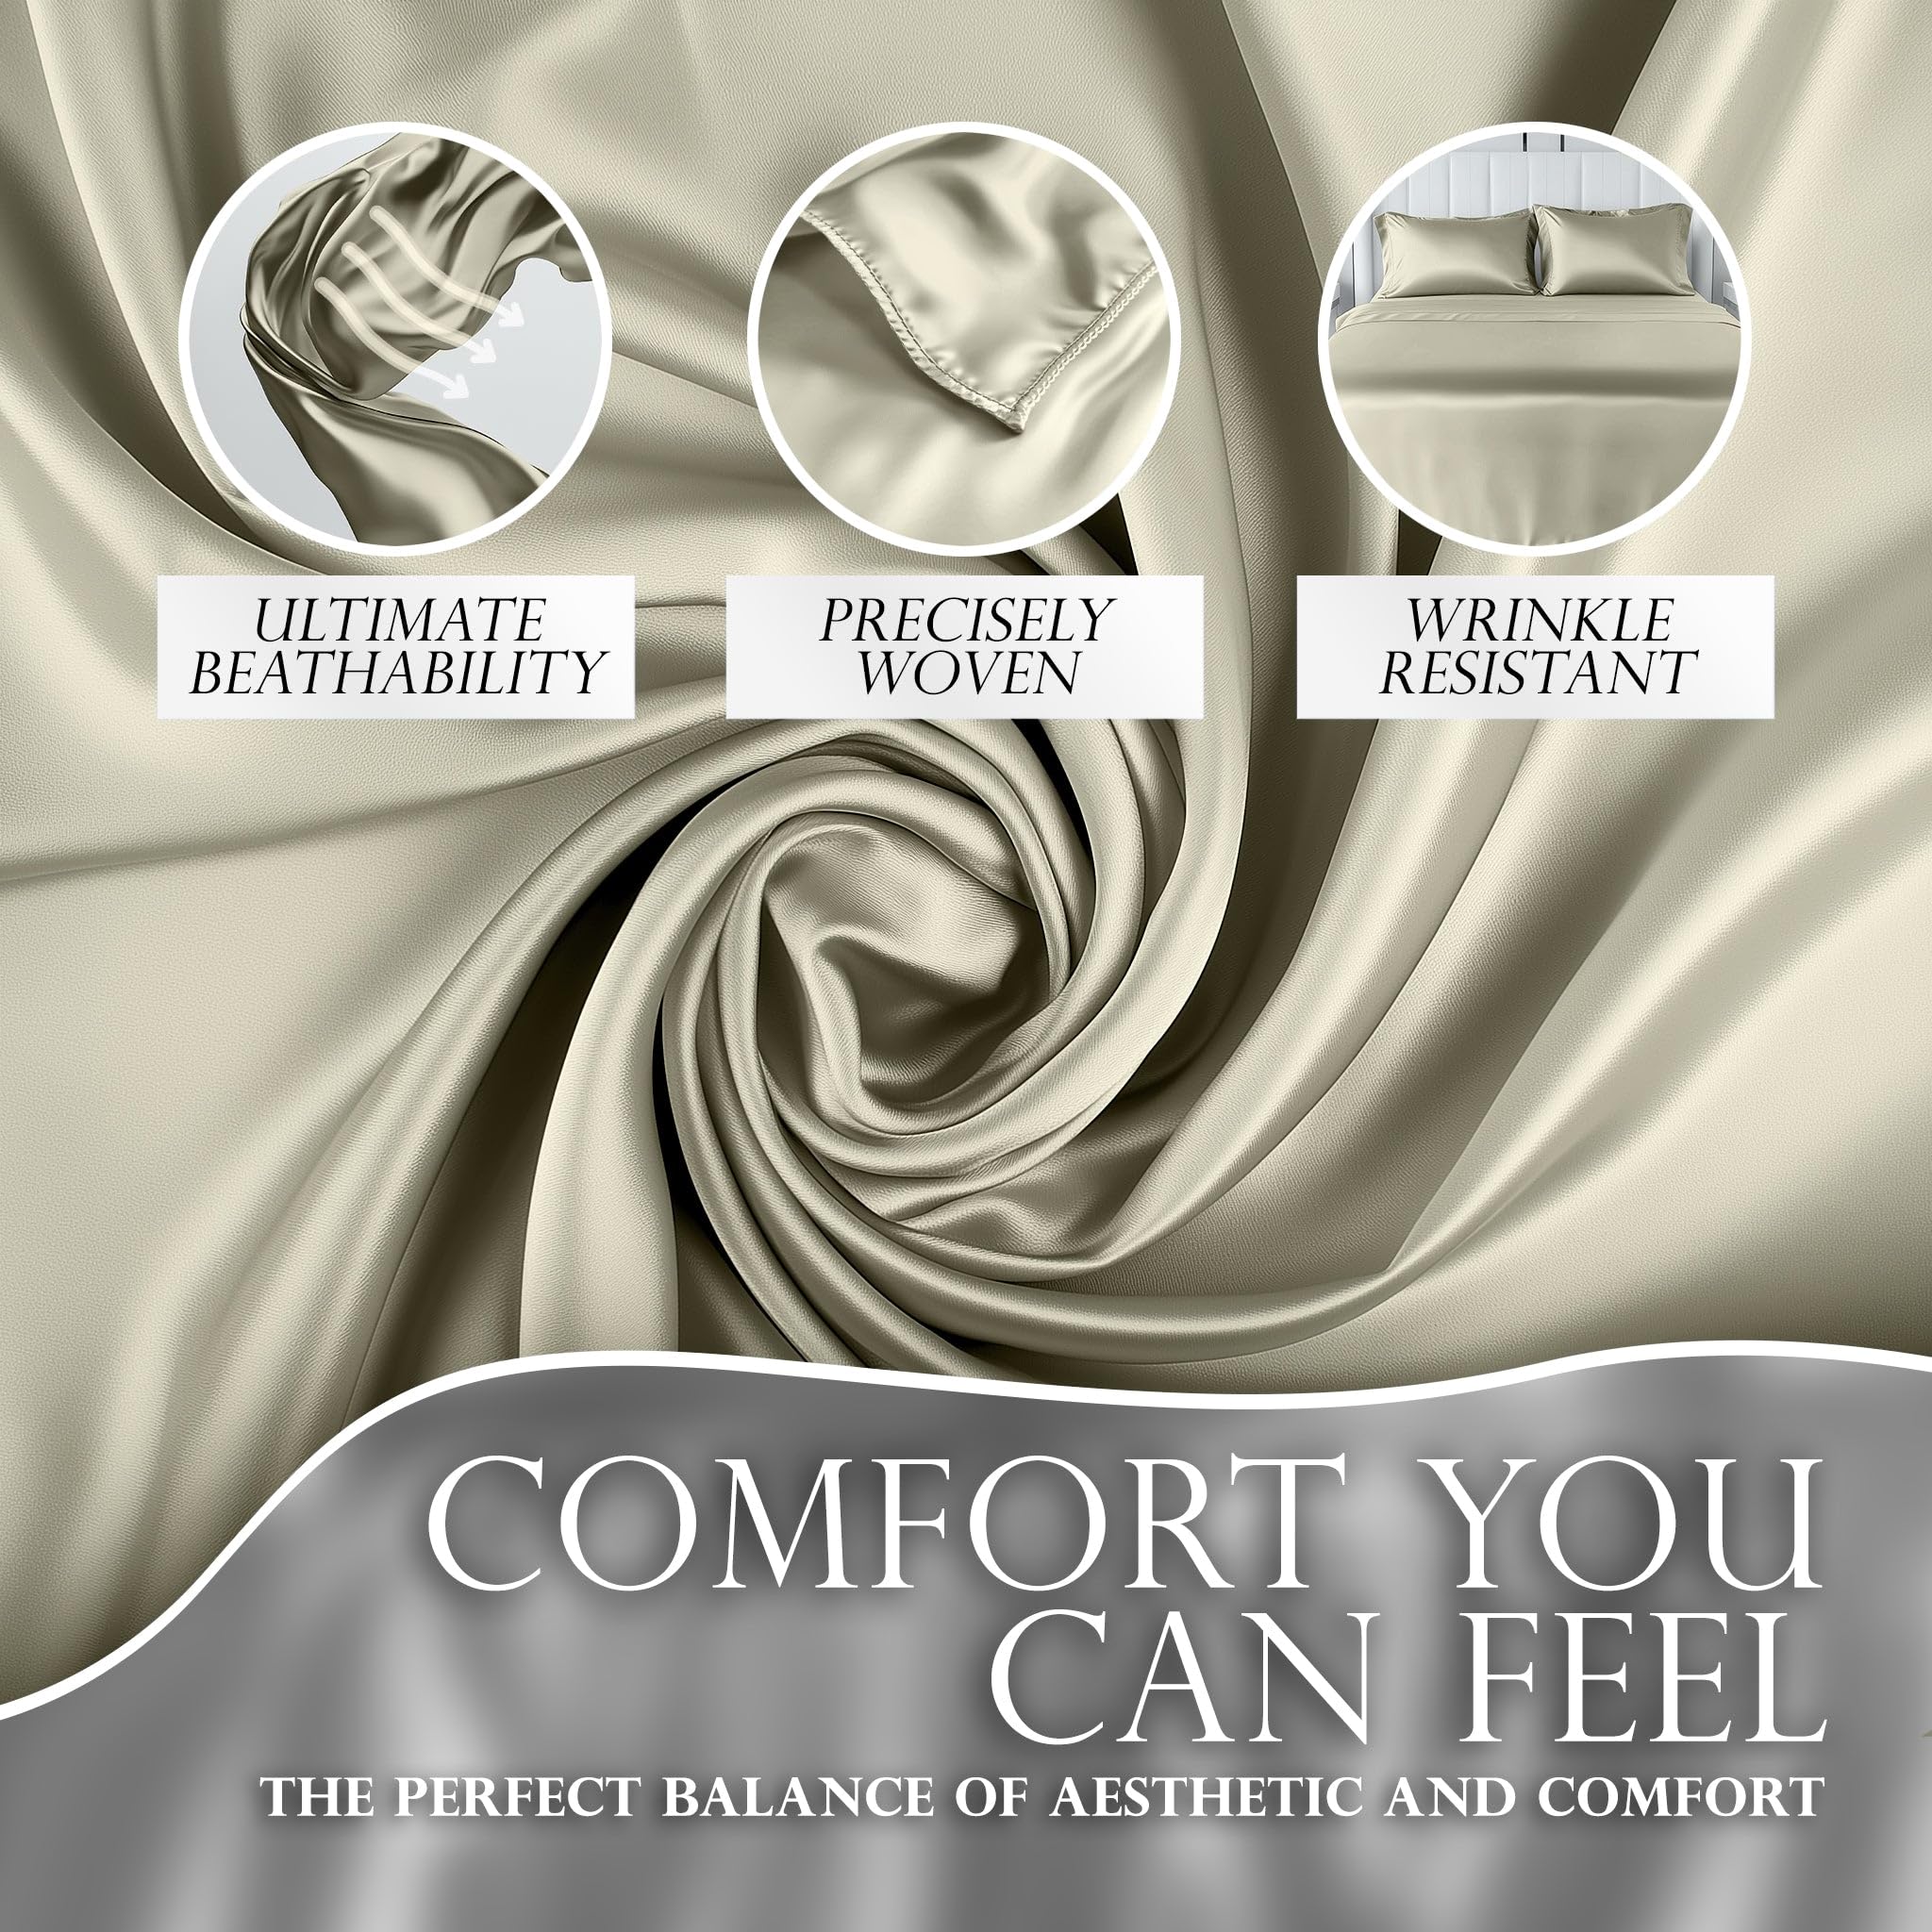 ULTIMATE
BEATHABILITY
PRECISELY
WOVEN
WRINKLE
RESISTANT
COMFORT YOU
CAN FEEL
THE PERFECT BALANCE OF AESTHETIC AND COMFORT